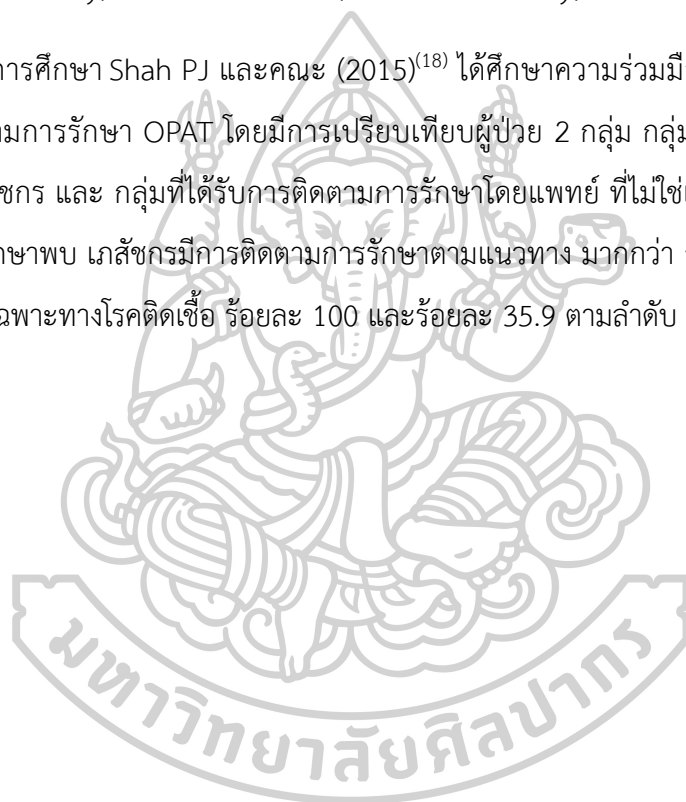 การศึกษา Shah PJ และคณะ (2015)(18) ได้ศึกษาความร่วมมื
ามการรักษา OPAT โดยมีการเปรียบเทียบผู้ป่วย 2 กลุ่ม กลุ่ม
ชกร และ กลุ่มที่ได้รับการติดตามการรักษาโดยแพทย์ ที่ไม่ใช่
ษาพบ เภสัชกรมีการติดตามการรักษาตามแนวทาง มากกว่า
ฉพาะทางโรคติดเชื้อ ร้อยละ 100 และร้อยละ 35.9 ตามลำดับ
มหาวิทยาลัยศิลปากร